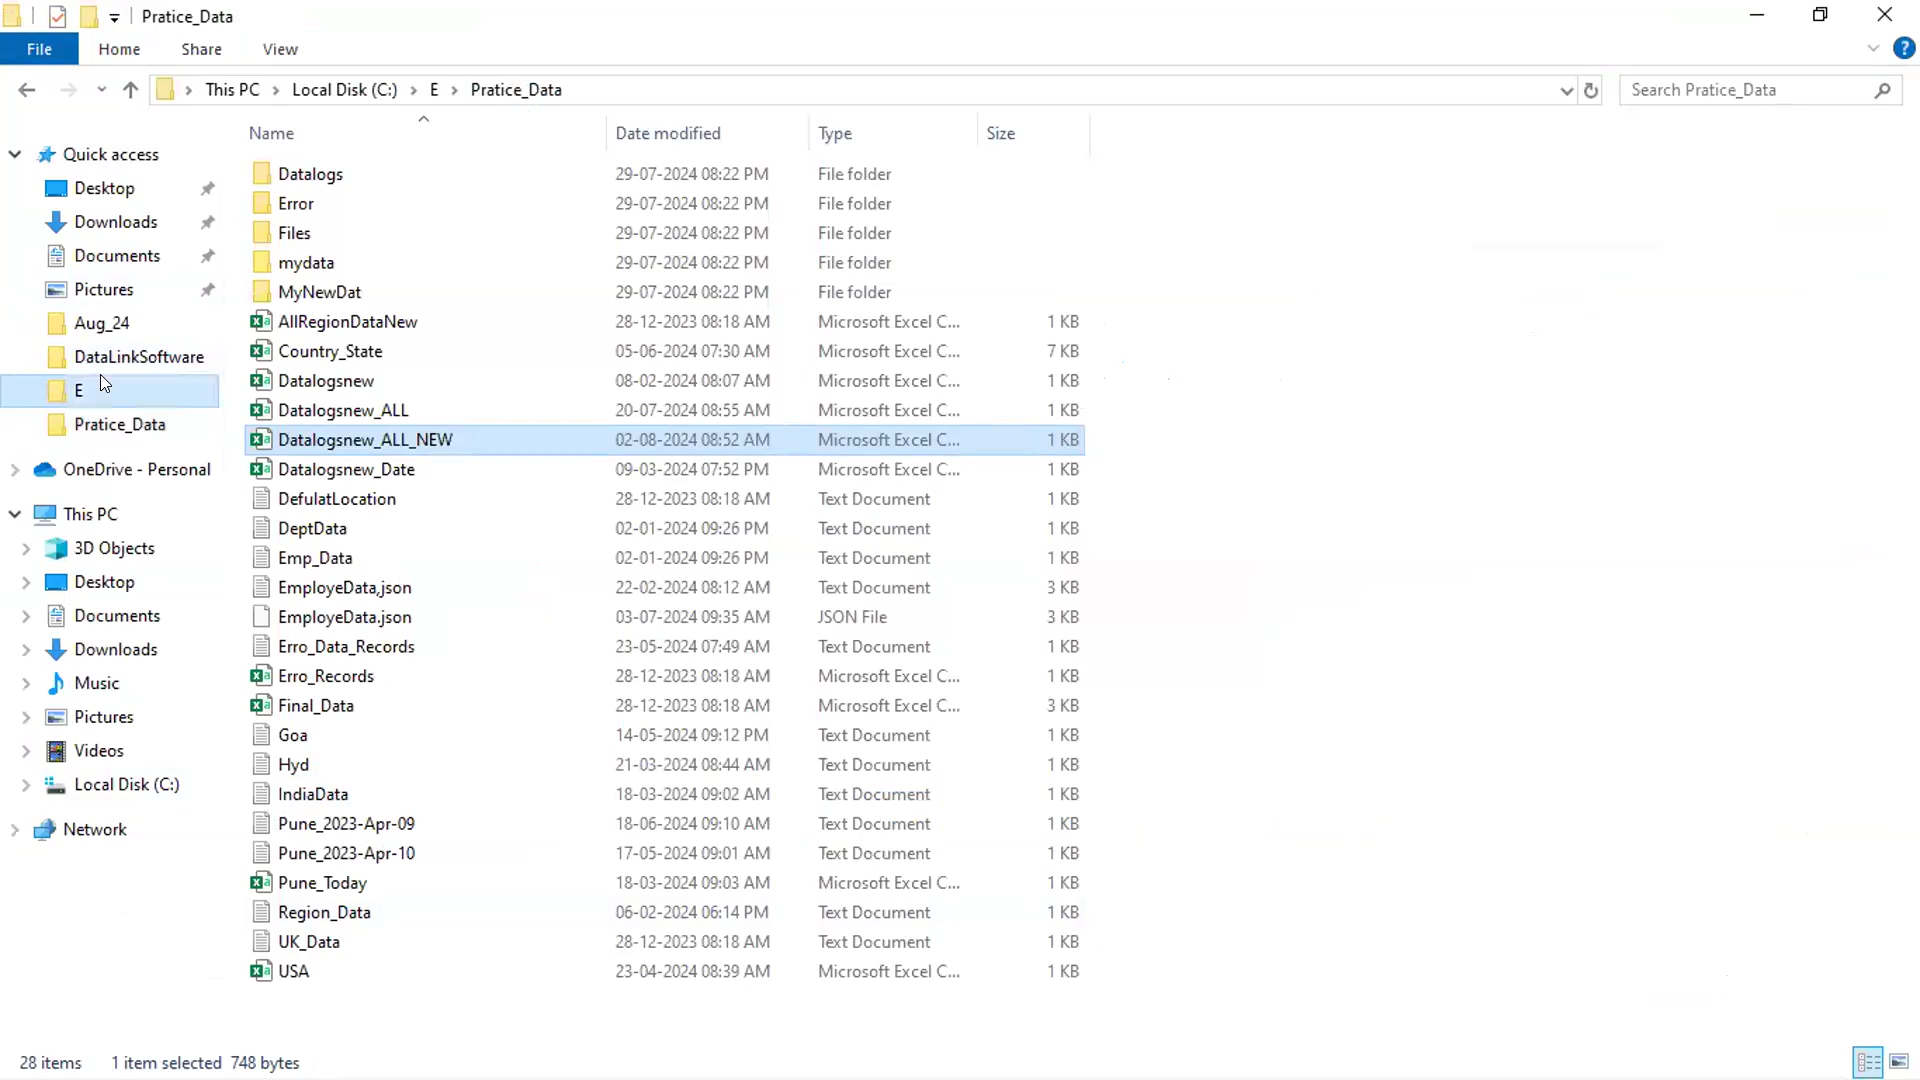 Pratice_Data
File Home Share View
This PC Local Disk (C:) E Pratice_Data
Search Pratice_Data
Quick access
Desktop
Downloads
Documents
Pictures
Aug_24
DataLinkSoftware
E
Pratice_Data
OneDrive - Personal
This PC
3D Objects
Desktop
Documents
Downloads
Music
Pictures
Videos
Local Disk (C:)
Network
Name Date modified Type Size
Datalogs 29-07-2024 08:22 PM File folder
Error 29-07-2024 08:22 PM File folder
Files 29-07-2024 08:22 PM File folder
mydata 29-07-2024 08:22 PM File folder
MyNewDat 29-07-2024 08:22 PM File folder
AllRegionDataNew 28-12-2023 08:18 AM Microsoft Excel C... 1 KB
Country_State 05-06-2024 07:30 AM Microsoft Excel C... 7 KB
Datalogsnew 08-02-2024 08:07 AM Microsoft Excel C... 1 KB
Datalogsnew_ALL 20-07-2024 08:55 AM Microsoft Excel C... 1 KB
Datalogsnew_ALL_NEW 02-08-2024 08:52 AM Microsoft Excel C... 1 KB
Datalogsnew_Date 09-03-2024 07:52 PM Microsoft Excel C... 1 KB
DefulatLocation 28-12-2023 08:18 AM Text Document 1 KB
DeptData 02-01-2024 09:26 PM Text Document 1 KB
Emp_Data 02-01-2024 09:26 PM Text Document 1 KB
EmployeData,json 22-02-2024 08:12 AM Text Document 3 KB
EmployeData.json 03-07-2024 09:35 AM JSON File 3 KB
Erro_Data_Records 23-05-2024 07:49 AM Text Document 1 KB
Erro_Records 28-12-2023 08:18 AM Microsoft Excel C... 1 KB
Final_Data 28-12-2023 08:18 AM Microsoft Excel C... 3 KB
Goa 14-05-2024 09:12 PM Text Document 1 KB
Hyd 21-03-2024 08:44 AM Text Document 1 KB
IndiaData 18-03-2024 09:02 AM Text Document 1 KB
Pune_2023-Apr-09 18-06-2024 09:10 AM Text Document 1 KB
Pune_2023-Apr-10 17-05-2024 09:01 AM Text Document 1 KB
Pune_Today 18-03-2024 09:03 AM Microsoft Excel C... 1 KB
Region_Data 06-02-2024 06:14 PM Text Document 1 KB
UK_Data 28-12-2023 08:18 AM Text Document 1 KB
USA 23-04-2024 08:39 AM Microsoft Excel C... 1 KB
28 items 1 item selected 748 bytes